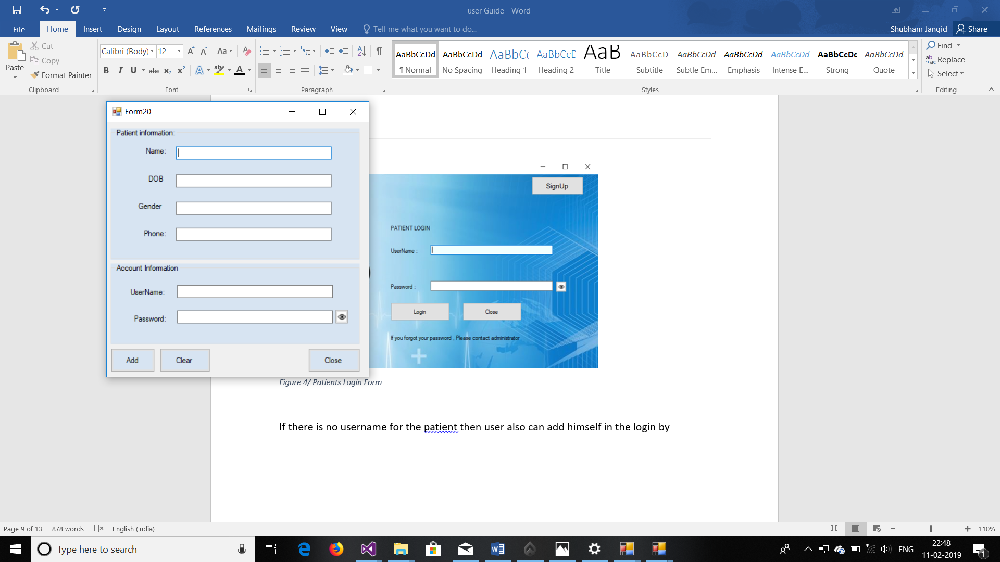 user Guide - Word
File Home Insert Design Layout References Mailings Review View Tell me what you want to do... Shubham Jangid Share
Paste
Cut
Copy
Format Painter
Clipboard
Calibri (Body) 12
Font
Paragraph
AaBbCcDd AaBbCcDd AaBbCc AaBbCcD AaB AaBbCcD AaBbCcDd AaBbCcDd AaBbCcDd AaBbCcDc AaBbCcDd
¶ Normal No Spacing Heading 1 Heading 2 Title Subtitle Subtle Em... Emphasis Intense E... Strong Quote
Styles
Find
Replace
Select
Editing
Form20
Patient information:
Name:
DOB
Gender
Phone:
Account Information
UserName:
Password:
Add Clear Close
SignUp
PATIENT LOGIN
UserName :
Password :
Login Close
If you forgot your password , Please contact administrator
Figure 4/ Patients Login Form
If there is no username for the patient then user also can add himself in the login by
Page 9 of 13 878 words English (India) 110%
Type here to search
ENG
22:48
11-02-2019
1